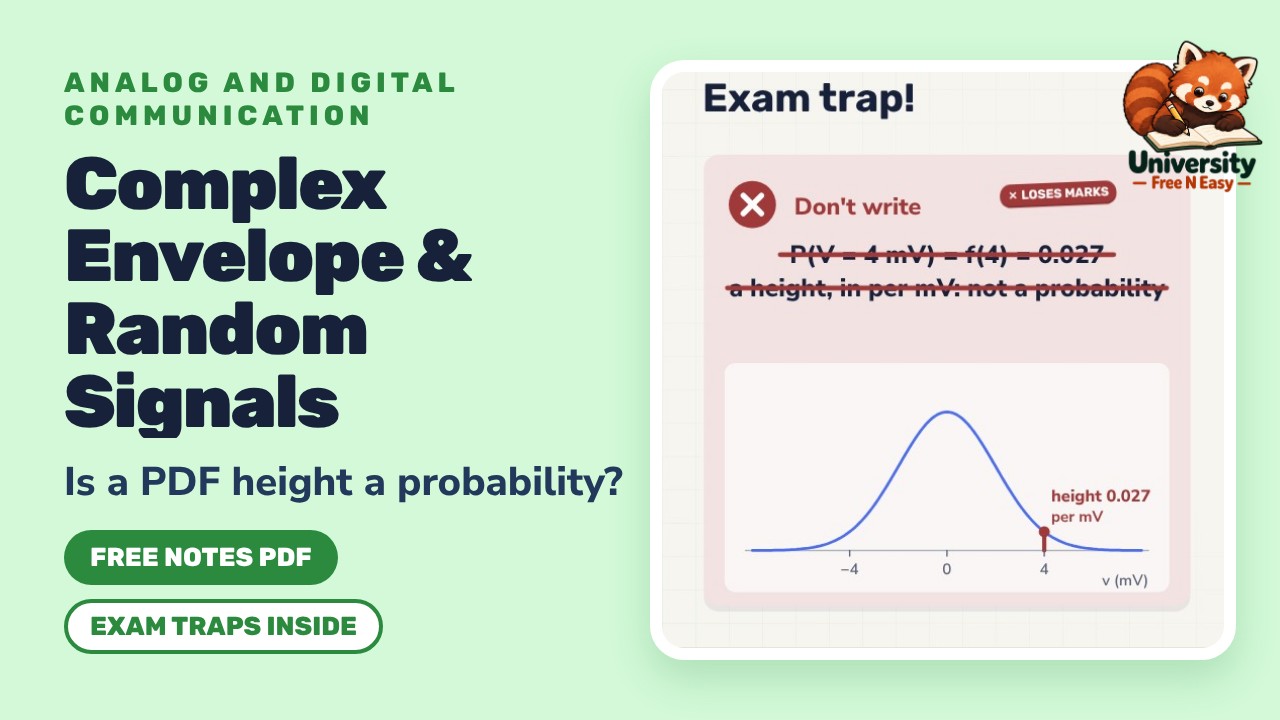 ANALOG AND DIGITAL
COMMUNICATION
Complex
Envelope &
Random
Signals
Is a PDF height a probability?
FREE NOTES PDF
EXAM TRAPS INSIDE
Exam trap!
Don't write
× LOSES MARKS
P(V = 4 mV) = f(4) = 0.027
a height, in per mV: not a probability
height 0.027
per mV
−4
0
4
v (mV)
University
Free N Easy